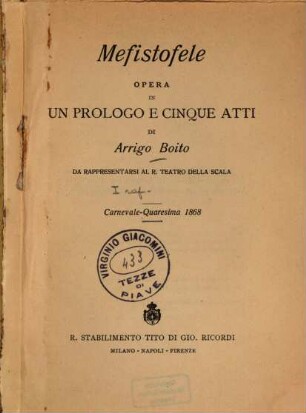 Mefistofele
OPERA
IN
UN PROLOGO E CINQUE ATTI
DI
Arrigo Boito
DA RAPPRESENTARSI AL R. TEATRO DELLA SCALA
I raf.
Carnevale-Quaresima 1868
VIRGINIO GIACOMINI
433
TEZZE
DI
PIAVE
R. STABILIMENTO TITO DI GIO. RICORDI
MILANO - NAPOLI - FIRENZE